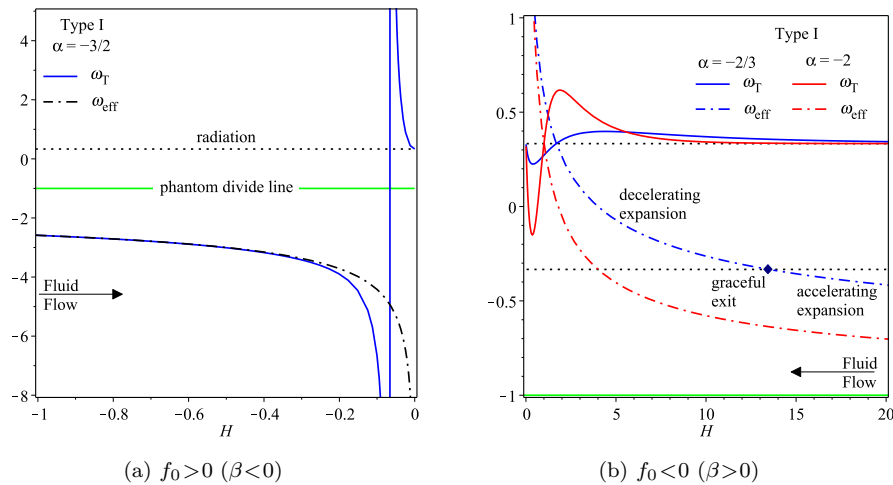 Type I
α = −3/2
ω_T
ω_eff
radiation
phantom divide line
Fluid
Flow
4
2
0
−2
−4
−6
−8
−1
−0.8
−0.6
−0.4
−0.2
0
H
(a) f₀>0 (β<0)
Type I
α = −2/3 α = −2
ω_T ω_T
ω_eff ω_eff
decelerating
expansion
graceful
exit
accelerating
expansion
Fluid
Flow
1
0.5
0
−0.5
−1
0
5
10
15
20
H
(b) f₀<0 (β>0)